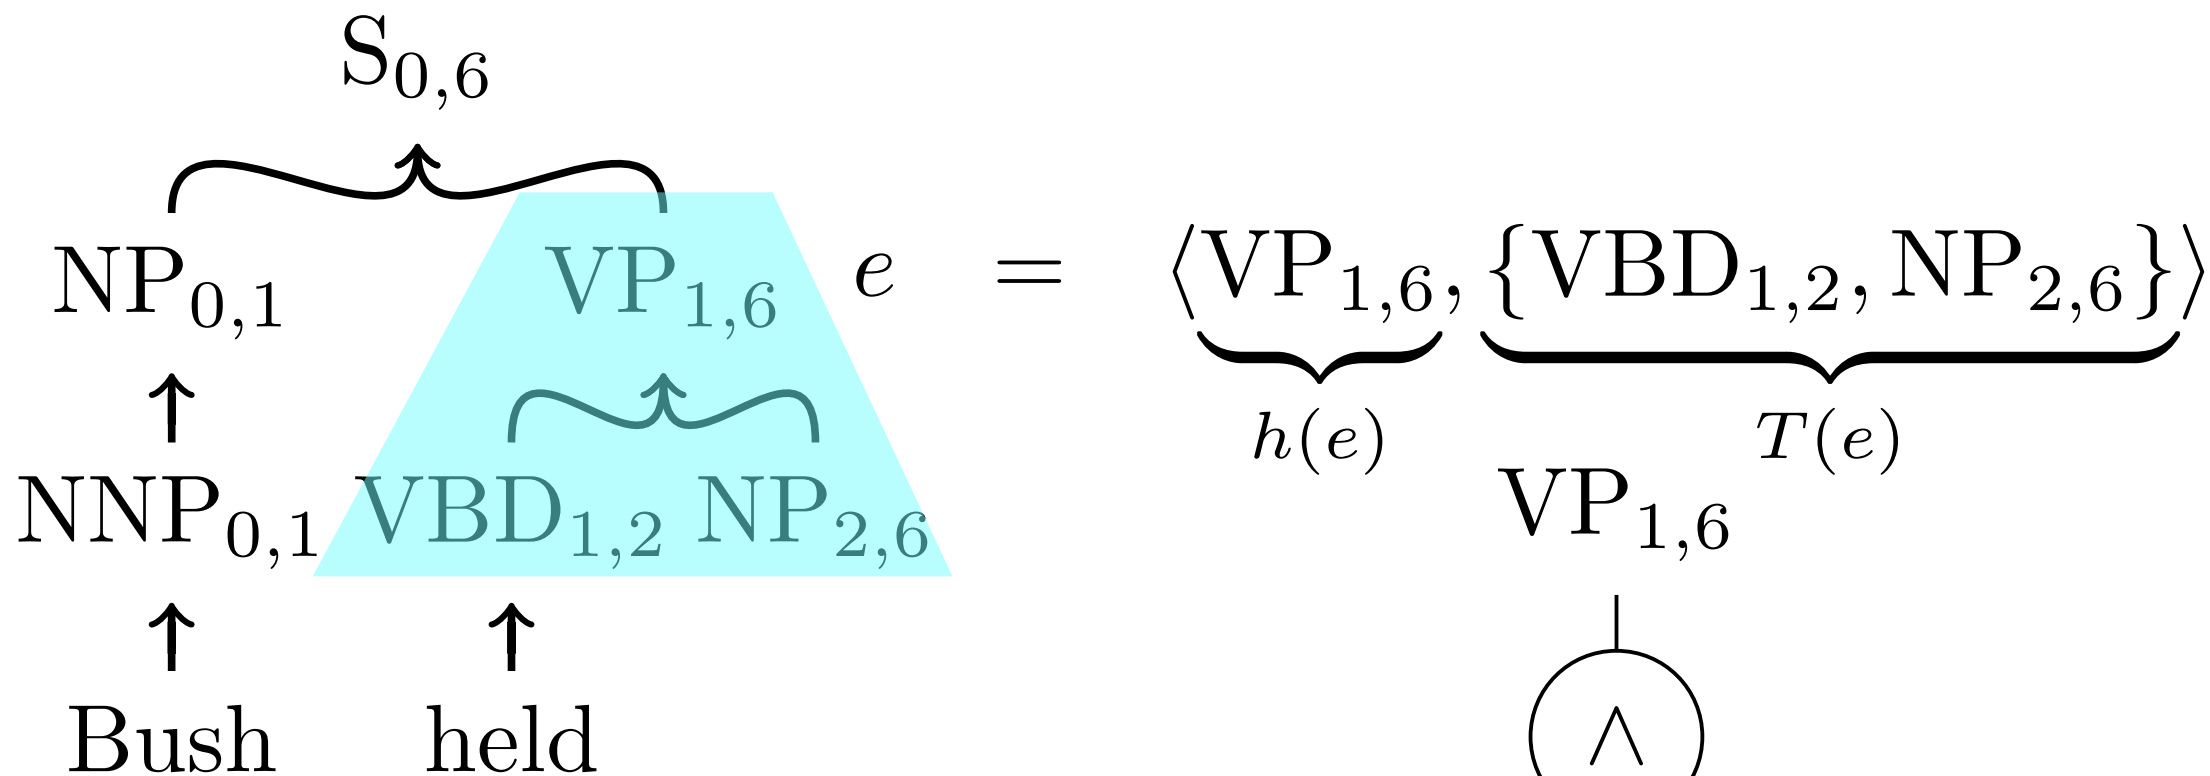 S₀,₆
NP₀,₁ VP₁,₆ e = ⟨VP₁,₆, {VBD₁,₂, NP₂,₆}⟩
h(e) T(e)
NNP₀,₁ VBD₁,₂ NP₂,₆ VP₁,₆
Bush held ∧